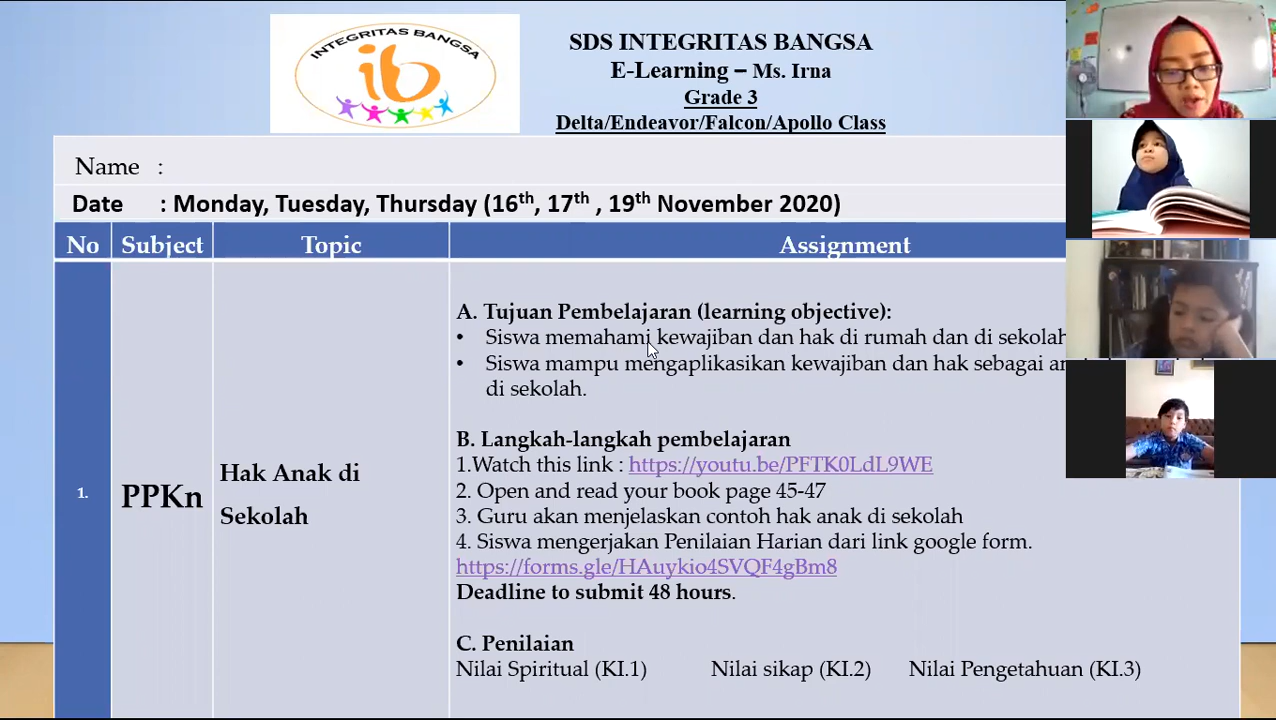 INTEGRITAS BANGSA
ib
SDS INTEGRITAS BANGSA
E-Learning – Ms. Irna
Grade 3
Delta/Endeavor/Falcon/Apollo Class
Name :
Date : Monday, Tuesday, Thursday (16th, 17th , 19th November 2020)
No Subject Topic Assignment
1.
PPKn
Hak Anak di
Sekolah
A. Tujuan Pembelajaran (learning objective):
• Siswa memahami kewajiban dan hak di rumah dan di sekolah
• Siswa mampu mengaplikasikan kewajiban dan hak sebagai
di sekolah.
B. Langkah-langkah pembelajaran
1.Watch this link : https://youtu.be/PFTK0LdL9WE
2. Open and read your book page 45-47
3. Guru akan menjelaskan contoh hak anak di sekolah
4. Siswa mengerjakan Penilaian Harian dari link google form.
https://forms.gle/HAuykio4SVQF4gBm8
Deadline to submit 48 hours.
C. Penilaian
Nilai Spiritual (KI.1) Nilai sikap (KI.2) Nilai Pengetahuan (KI.3)